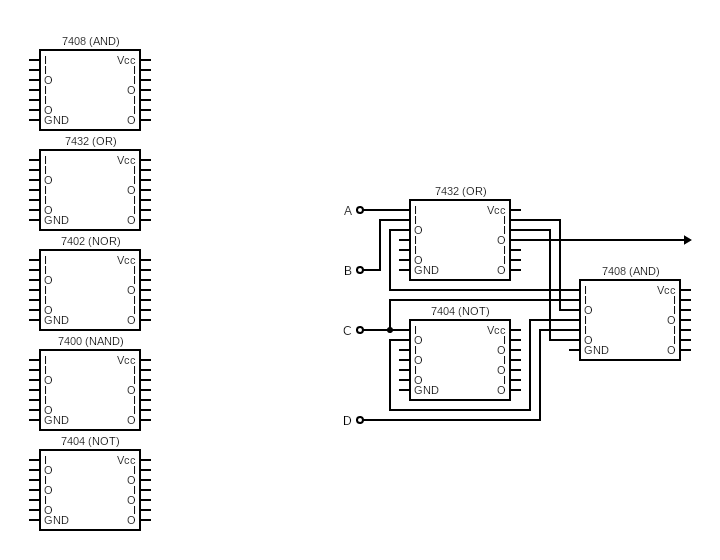 7408 (AND)
I Vcc
I I
O I
I O
I I
O I
GND O
7432 (OR)
I Vcc
I I
O I
I O
I I
O I
GND O
7402 (NOR)
I Vcc
I I
O I
I O
I I
O I
GND O
7400 (NAND)
I Vcc
I I
O I
I O
I I
O I
GND O
7404 (NOT)
I Vcc
O I
I O
O I
I O
O I
GND O
A
B
C
D
7432 (OR)
I Vcc
I I
O I
I O
I I
O I
GND O
7404 (NOT)
I Vcc
O I
I O
O I
I O
O I
GND O
7408 (AND)
I Vcc
I I
O I
I O
I I
O I
GND O